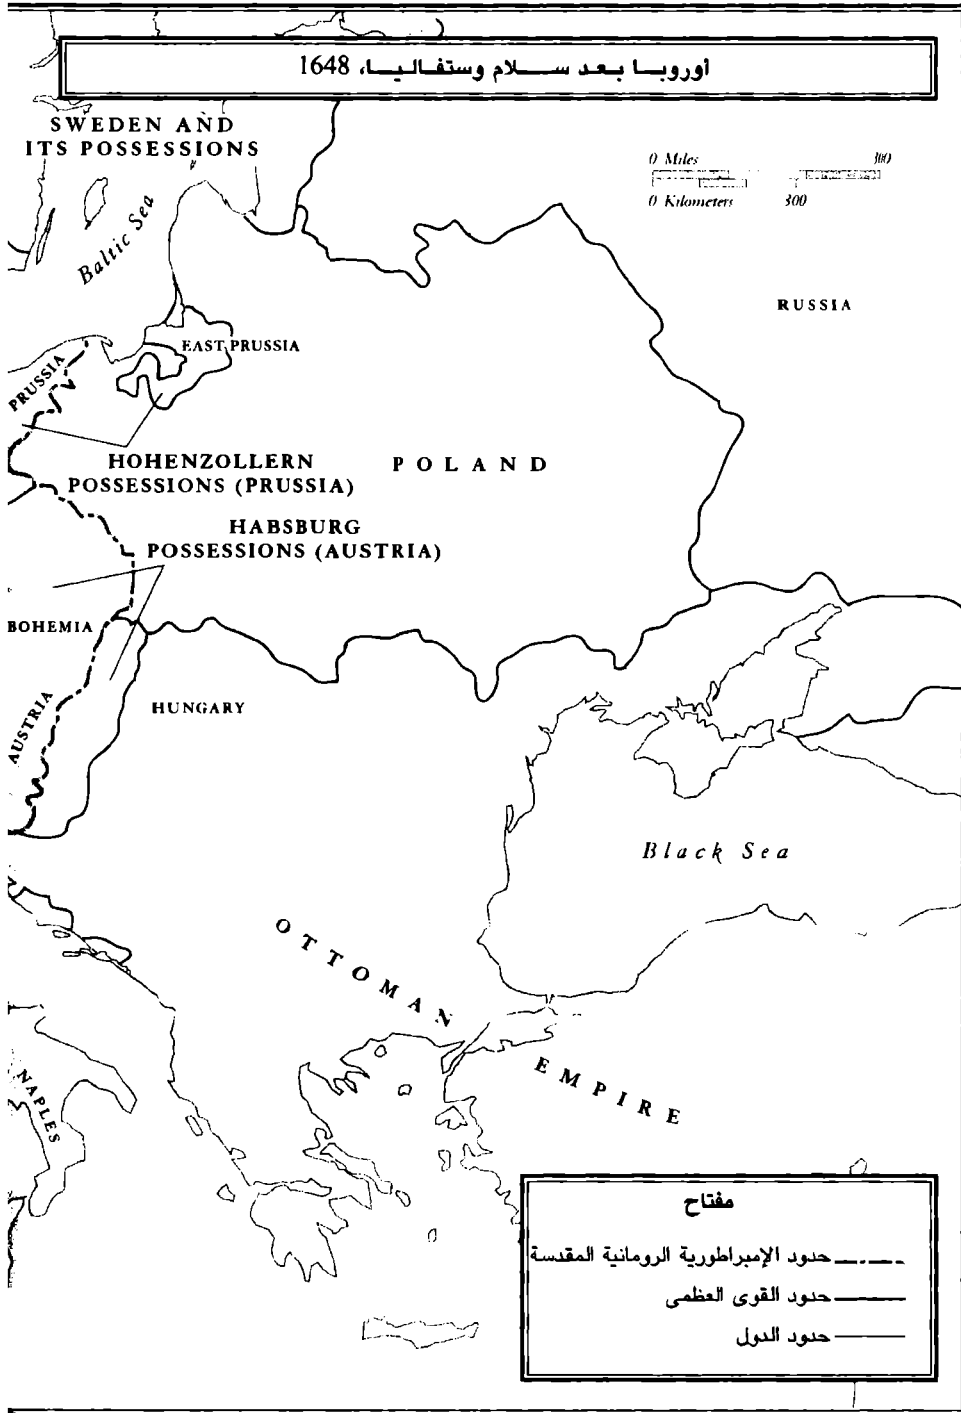 أوروبا بعد سلام وستفاليا، 1648
SWEDEN AND
ITS POSSESSIONS
0 Miles 300
0 Kilometers 300
Baltic Sea
RUSSIA
EAST PRUSSIA
PRUSSIA
HOHENZOLLERN
POSSESSIONS (PRUSSIA)
POLAND
HABSBURG
POSSESSIONS (AUSTRIA)
BOHEMIA
HUNGARY
AUSTRIA
Black Sea
OTTOMAN
EMPIRE
NAPLES
مفتاح
حدود الإمبراطورية الرومانية المقدسة
حدود القوى العظمى
حدود الدول